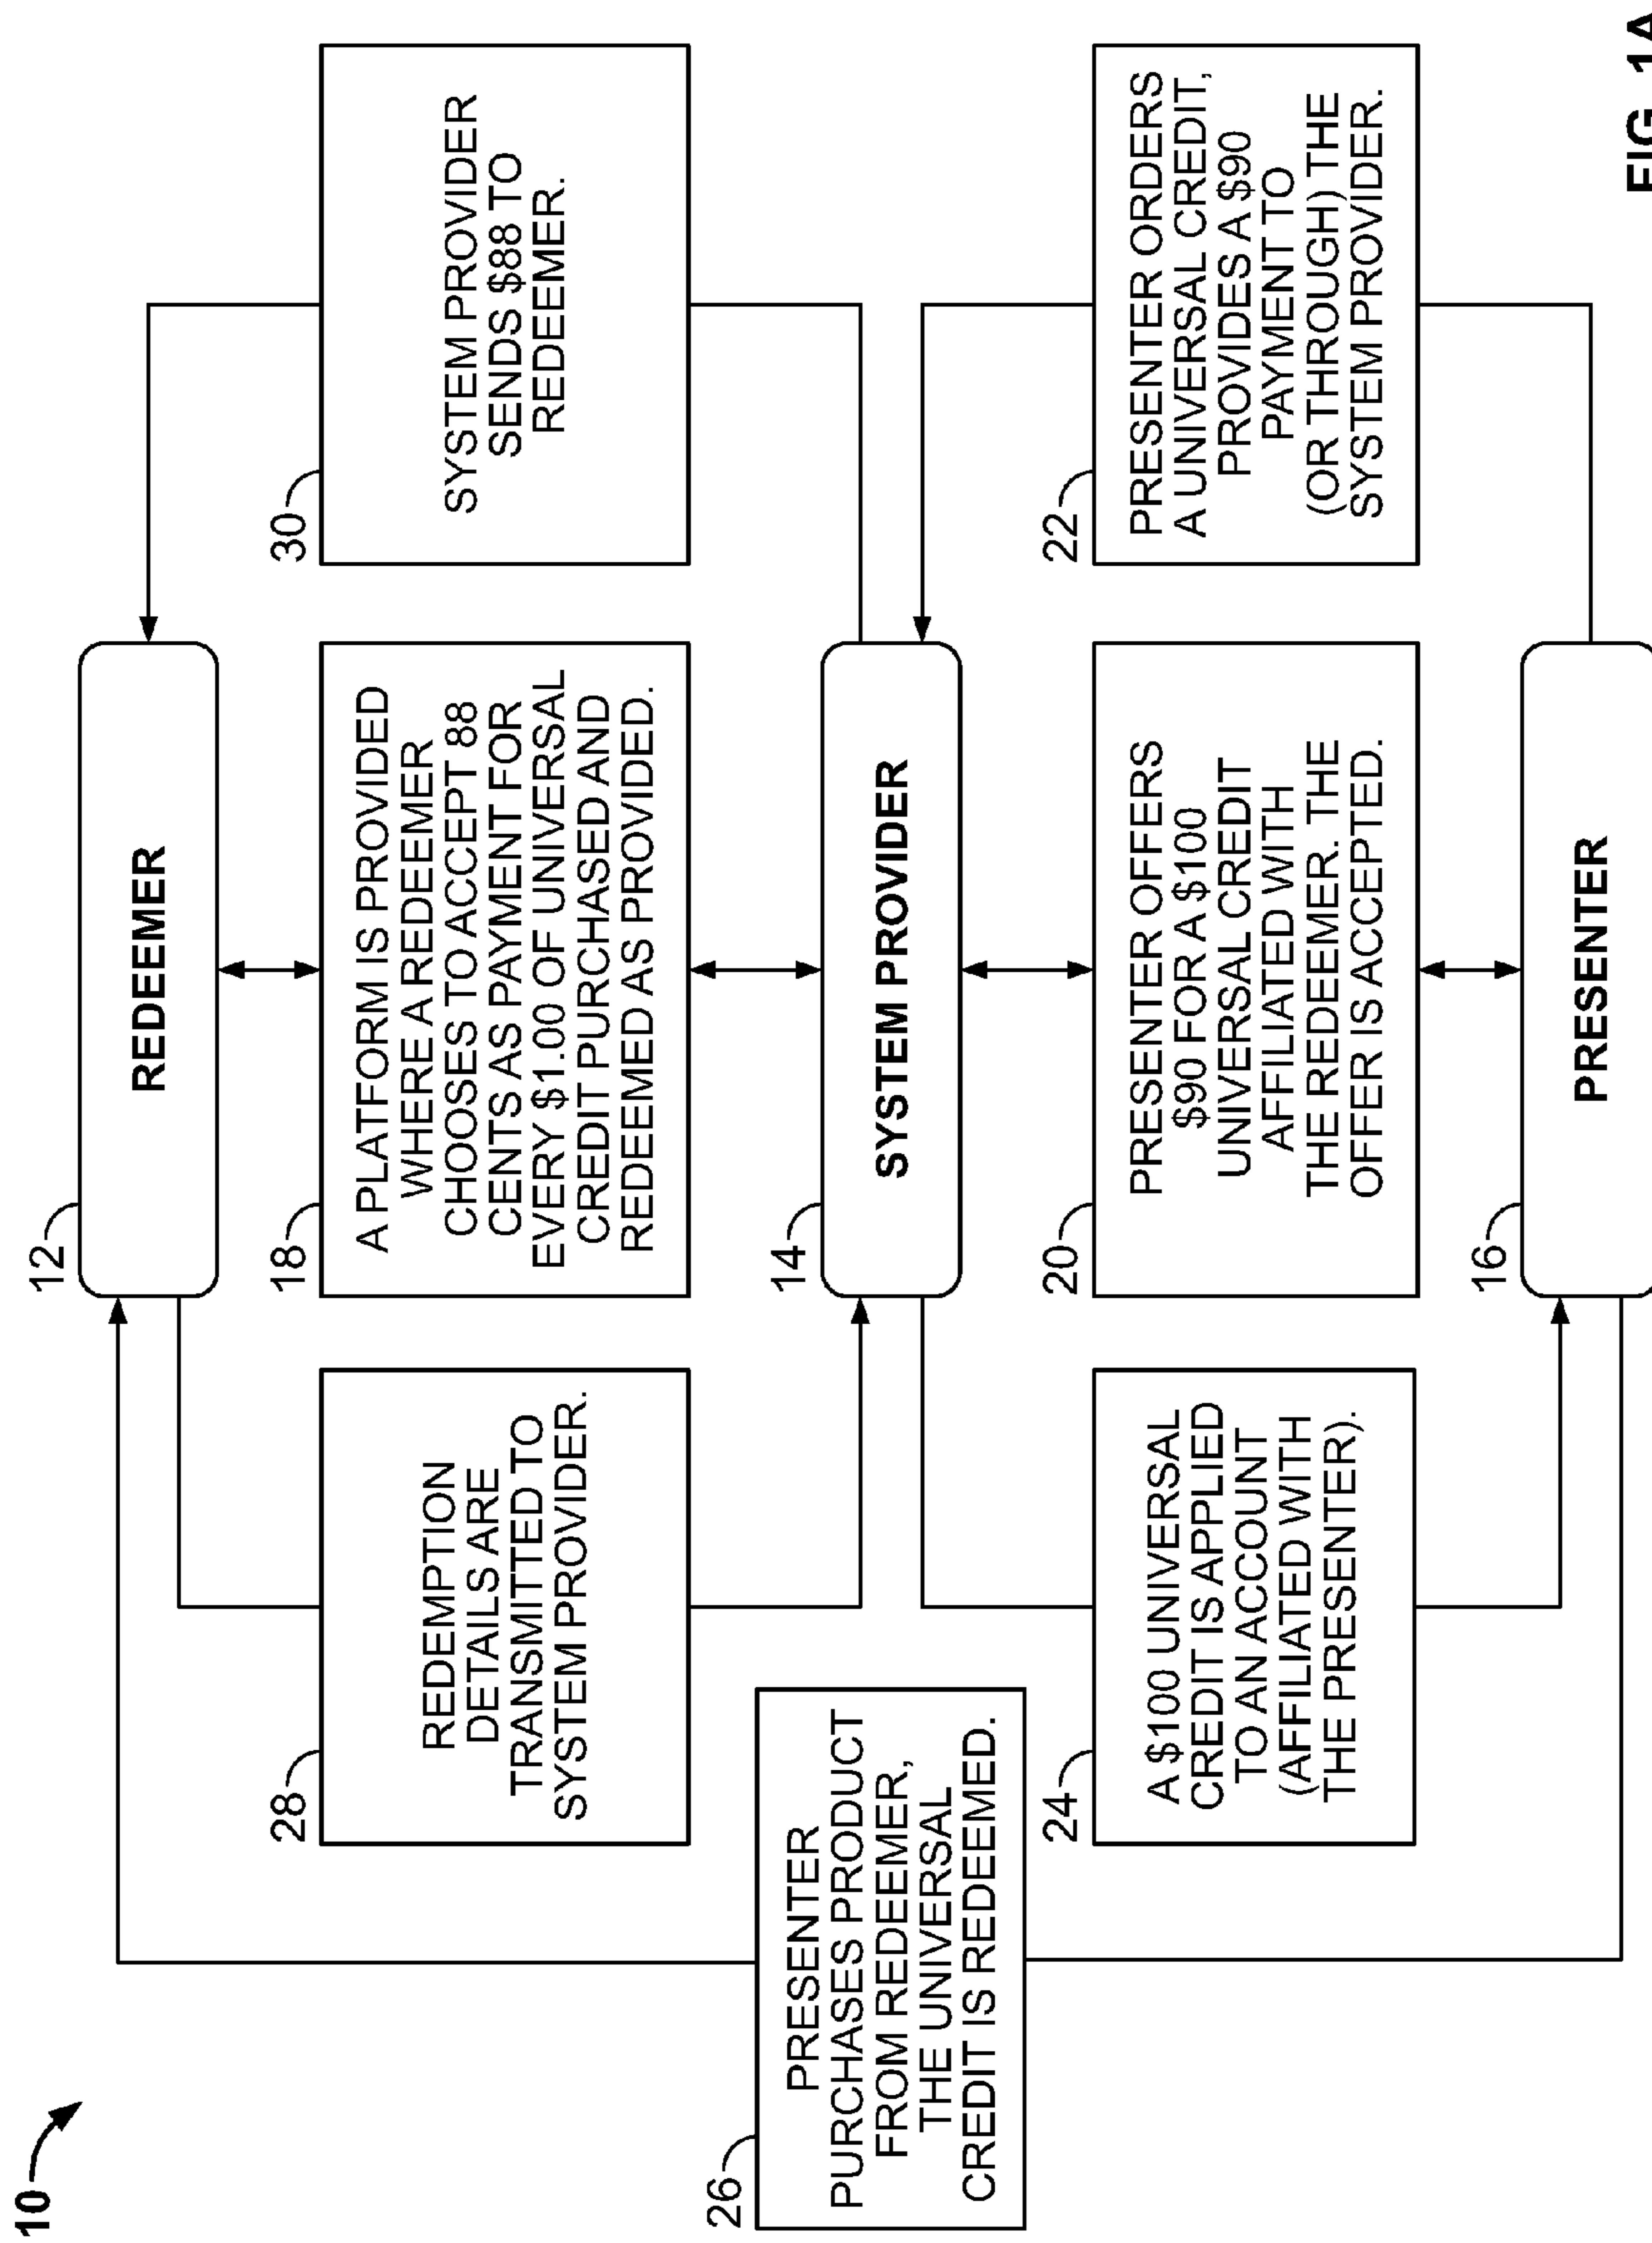 10
12
REDEEMER
28
REDEMPTION
DETAILS ARE
TRANSMITTED TO
SYSTEM PROVIDER.
18
A PLATFORM IS PROVIDED
WHERE A REDEEMER
CHOOSES TO ACCEPT 88
CENTS AS PAYMENT FOR
EVERY $1.00 OF UNIVERSAL
CREDIT PURCHASED AND
REDEEMED AS PROVIDED.
30
SYSTEM PROVIDER
SENDS $88 TO
REDEEMER.
26
PRESENTER
PURCHASES PRODUCT
FROM REDEEMER,
THE UNIVERSAL
CREDIT IS REDEEMED.
14
SYSTEM PROVIDER
24
A $100 UNIVERSAL
CREDIT IS APPLIED
TO AN ACCOUNT
(AFFILIATED WITH
THE PRESENTER).
20
PRESENTER OFFERS
$90 FOR A $100
UNIVERSAL CREDIT
AFFILIATED WITH
THE REDEEMER. THE
OFFER IS ACCEPTED.
22
PRESENTER ORDERS
A UNIVERSAL CREDIT,
PROVIDES A $90
PAYMENT TO
(OR THROUGH) THE
SYSTEM PROVIDER.
16
PRESENTER
FIG. 1A